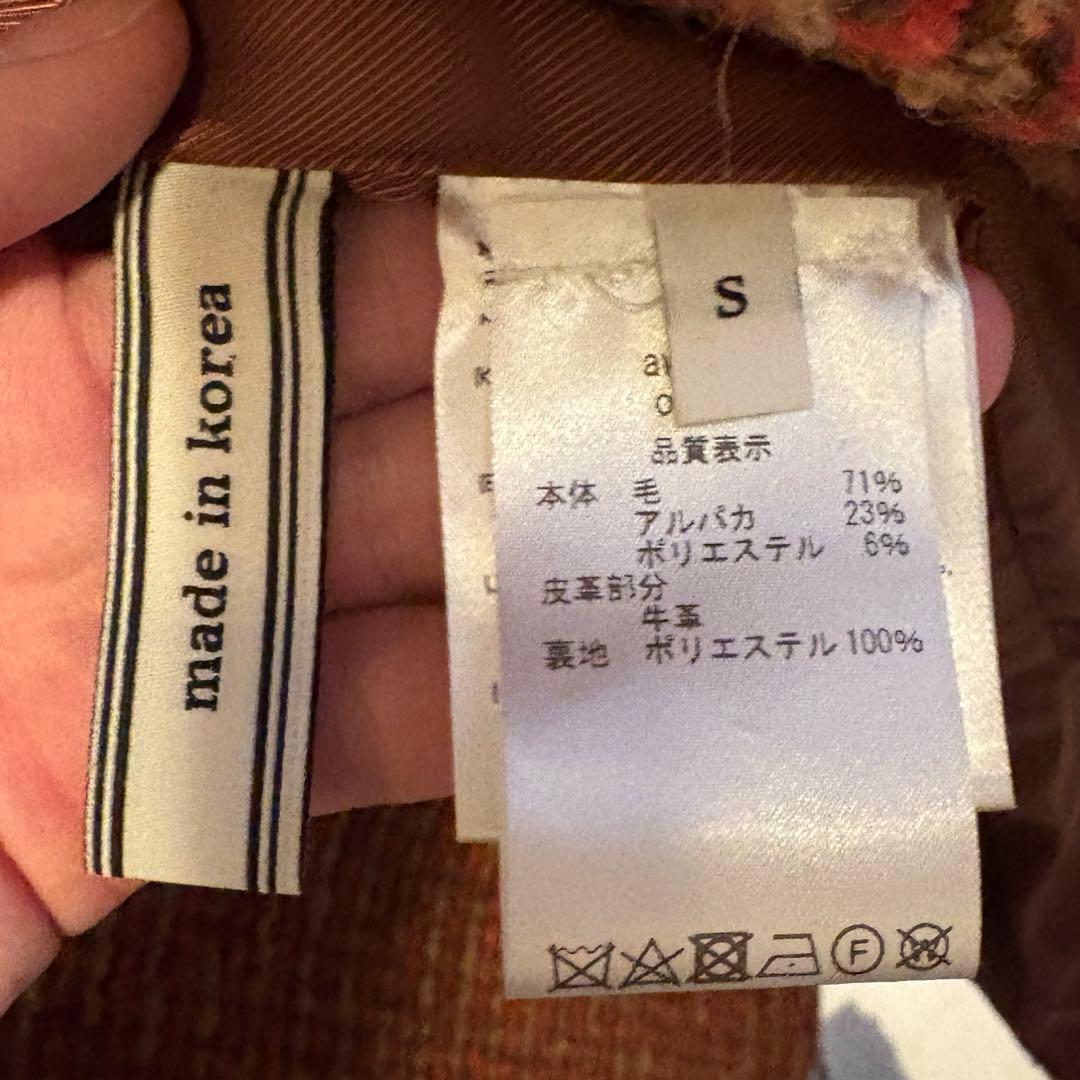 made in korea
S
品質表示
本体 毛 71%
アルパカ 23%
ポリエステル 6%
皮革部分
牛革
裏地 ポリエステル 100%
F
W